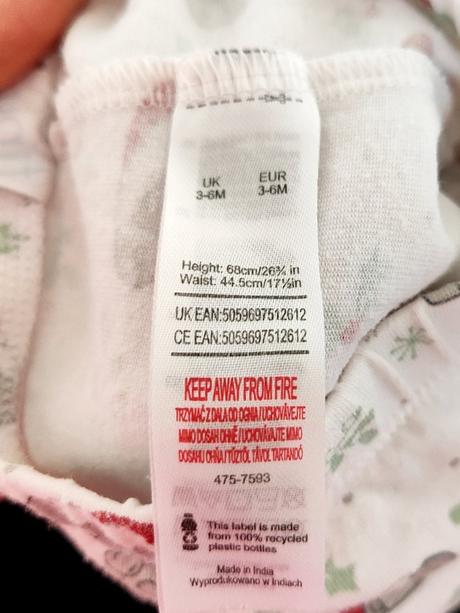 UK EUR
3-6M 3-6M
Height: 68cm/26¾ in
Waist: 44.5cm/17½in
UK EAN:5059697512612
CE EAN:5059697512612
KEEP AWAY FROM FIRE
TRZYMAĆ Z DALA OD OGNIA/UCHOVÁVEJTE
MIMO DOSAH OHNĚ/UCHOVÁVAJTE MIMO
DOSAHU OHŇA/TŰZTŐL TÁVOL TARTANDÓ
475-7593
This label is made
from 100% recycled
plastic bottles
Made in India
Wyprodukowano w Indiach